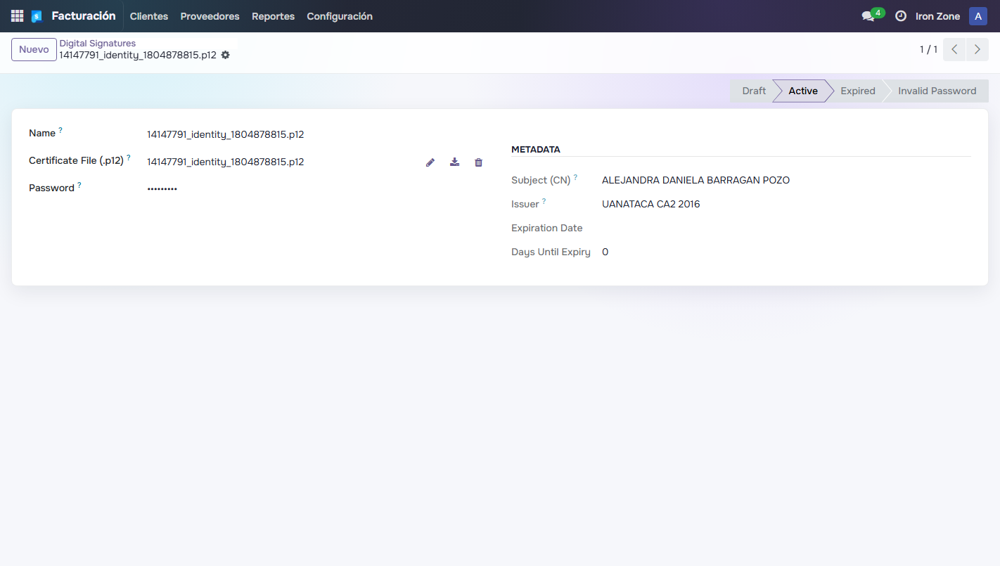 Facturación Clientes Proveedores Reportes Configuración 4 Iron Zone A
Nuevo
Digital Signatures
14147791_identity_1804878815.p12
1 / 1
Draft Active Expired Invalid Password
Name ? 14147791_identity_1804878815.p12
Certificate File (.p12) ? 14147791_identity_1804878815.p12
Password ? •••••••••
METADATA
Subject (CN) ? ALEJANDRA DANIELA BARRAGAN POZO
Issuer ? UANATACA CA2 2016
Expiration Date
Days Until Expiry 0